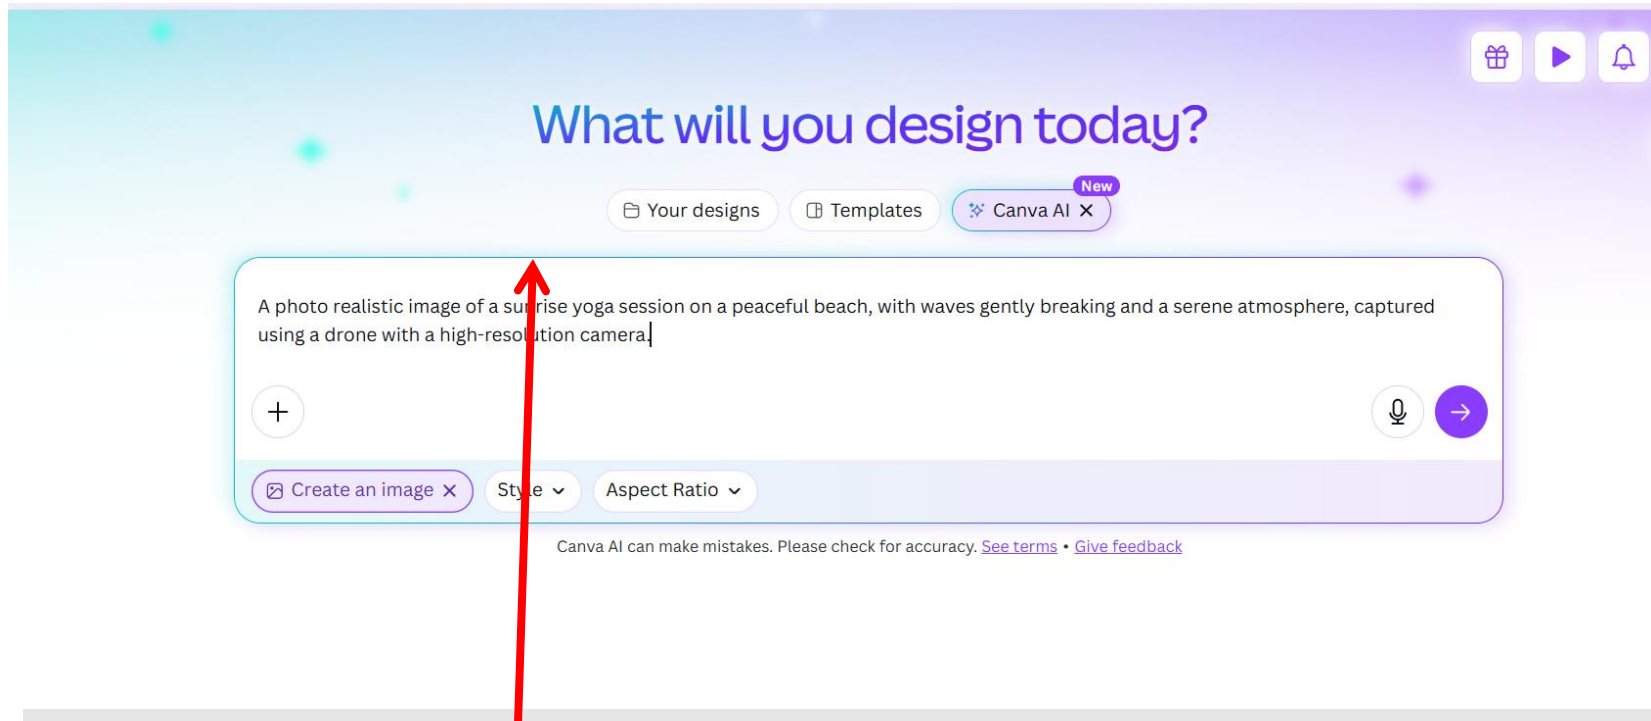 What will you design today?
New
Your designs
Templates
Canva AI
A photo realistic image of a sunrise yoga session on a peaceful beach, with waves gently breaking and a serene atmosphere, captured
using a drone with a high-resolution camera.
Create an image
Style
Aspect Ratio
Canva AI can make mistakes. Please check for accuracy. See terms • Give feedback